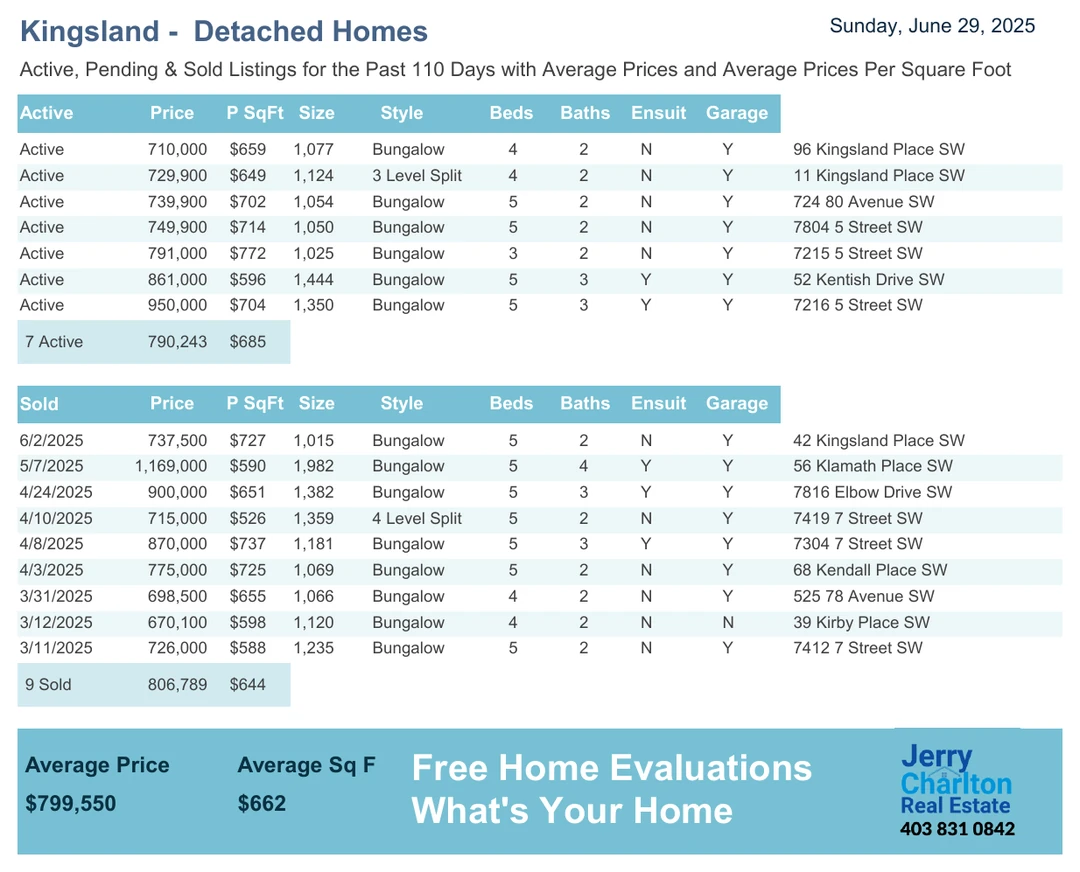 Kingsland -  Detached Homes
Sunday, June 29, 2025
Active, Pending & Sold Listings for the Past 110 Days with Average Prices and Average Prices Per Square Foot
Active Price P SqFt Size Style Beds Baths Ensuit Garage
Active 710,000 $659 1,077 Bungalow 4 2 N Y 96 Kingsland Place SW
Active 729,900 $649 1,124 3 Level Split 4 2 N Y 11 Kingsland Place SW
Active 739,900 $702 1,054 Bungalow 5 2 N Y 724 80 Avenue SW
Active 749,900 $714 1,050 Bungalow 5 2 N Y 7804 5 Street SW
Active 791,000 $772 1,025 Bungalow 3 2 N Y 7215 5 Street SW
Active 861,000 $596 1,444 Bungalow 5 3 Y Y 52 Kentish Drive SW
Active 950,000 $704 1,350 Bungalow 5 3 Y Y 7216 5 Street SW
7 Active 790,243 $685
Sold Price P SqFt Size Style Beds Baths Ensuit Garage
6/2/2025 737,500 $727 1,015 Bungalow 5 2 N Y 42 Kingsland Place SW
5/7/2025 1,169,000 $590 1,982 Bungalow 5 4 Y Y 56 Klamath Place SW
4/24/2025 900,000 $651 1,382 Bungalow 5 3 Y Y 7816 Elbow Drive SW
4/10/2025 715,000 $526 1,359 4 Level Split 5 2 N Y 7419 7 Street SW
4/8/2025 870,000 $737 1,181 Bungalow 5 3 Y Y 7304 7 Street SW
4/3/2025 775,000 $725 1,069 Bungalow 5 2 N Y 68 Kendall Place SW
3/31/2025 698,500 $655 1,066 Bungalow 4 2 N Y 525 78 Avenue SW
3/12/2025 670,100 $598 1,120 Bungalow 4 2 N N 39 Kirby Place SW
3/11/2025 726,000 $588 1,235 Bungalow 5 2 N Y 7412 7 Street SW
9 Sold 806,789 $644
Average Price Average Sq F
$799,550 $662
Free Home Evaluations
What's Your Home
Jerry
Charlton
Real Estate
403 831 0842